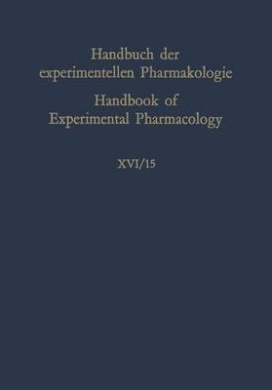 Handbuch der
experimentellen Pharmakologie
Handbook of
Experimental Pharmacology
XVI/15